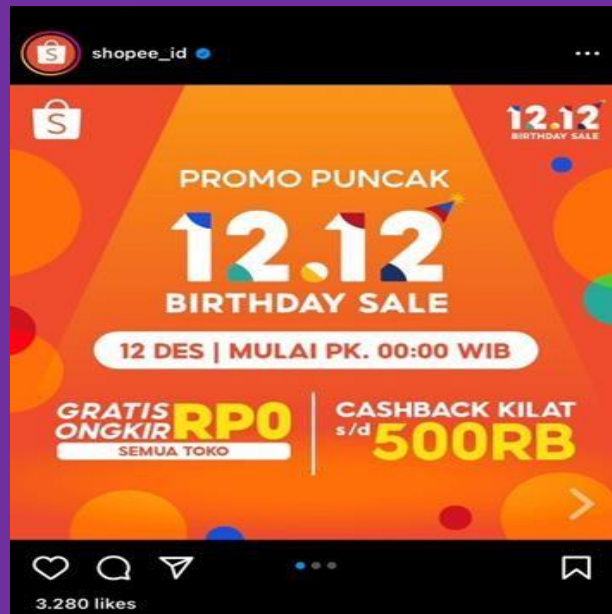 shopee_id
S
12.12
BIRTHDAY SALE
PROMO PUNCAK
12.12
BIRTHDAY SALE
12 DES | MULAI PK. 00:00 WIB
GRATIS ONGKIR RP0
SEMUA TOKO
CASHBACK KILAT
s/d 500RB
3.280 likes